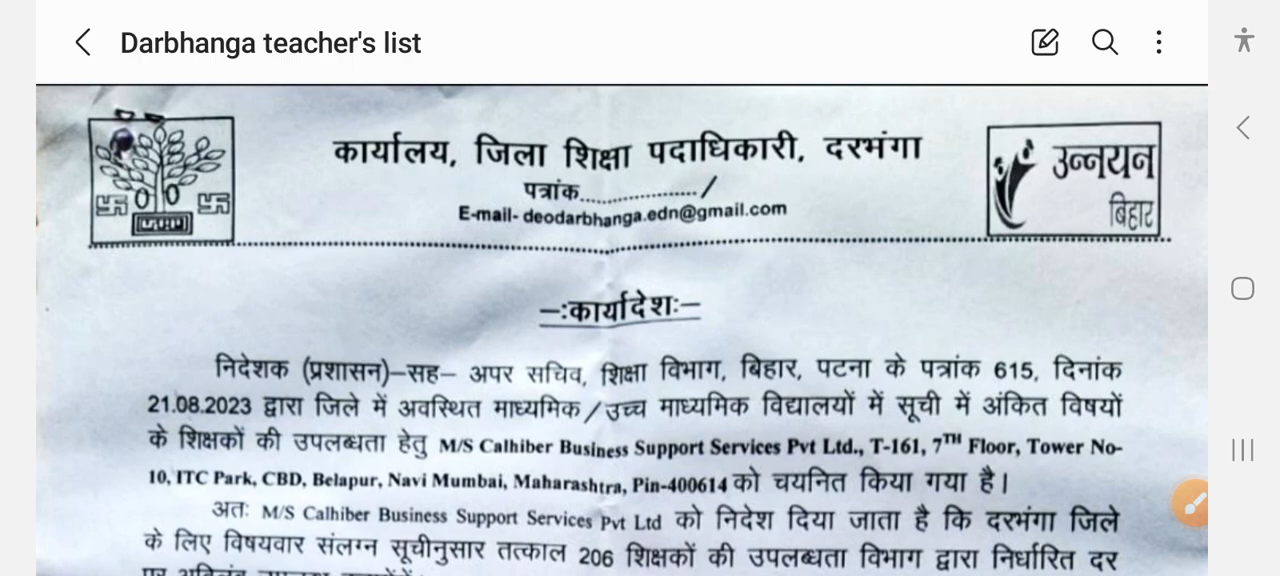 Darbhanga teacher's list
कार्यालय, जिला शिक्षा पदाधिकारी, दरभंगा
पत्रांक................/
E-mail- deodarbhanga.edn@gmail.com
उन्नयन
बिहार
–:कार्यादेश:–
निदेशक (प्रशासन)–सह– अपर सचिव, शिक्षा विभाग, बिहार, पटना के पत्रांक 615, दिनांक
21.08.2023 द्वारा जिले में अवस्थित माध्यमिक/उच्च माध्यमिक विद्यालयों में सूची में अंकित विषयों
के शिक्षकों की उपलब्धता हेतु M/S Calhiber Business Support Services Pvt Ltd., T-161, 7TH Floor, Tower No-
10, ITC Park, CBD, Belapur, Navi Mumbai, Maharashtra, Pin-400614 को चयनित किया गया है।
अतः M/S Calhiber Business Support Services Pvt Ltd को निदेश दिया जाता है कि दरभंगा जिले
के लिए विषयवार संलग्न सूचीनुसार तत्काल 206 शिक्षकों की उपलब्धता विभाग द्वारा निर्धारित दर